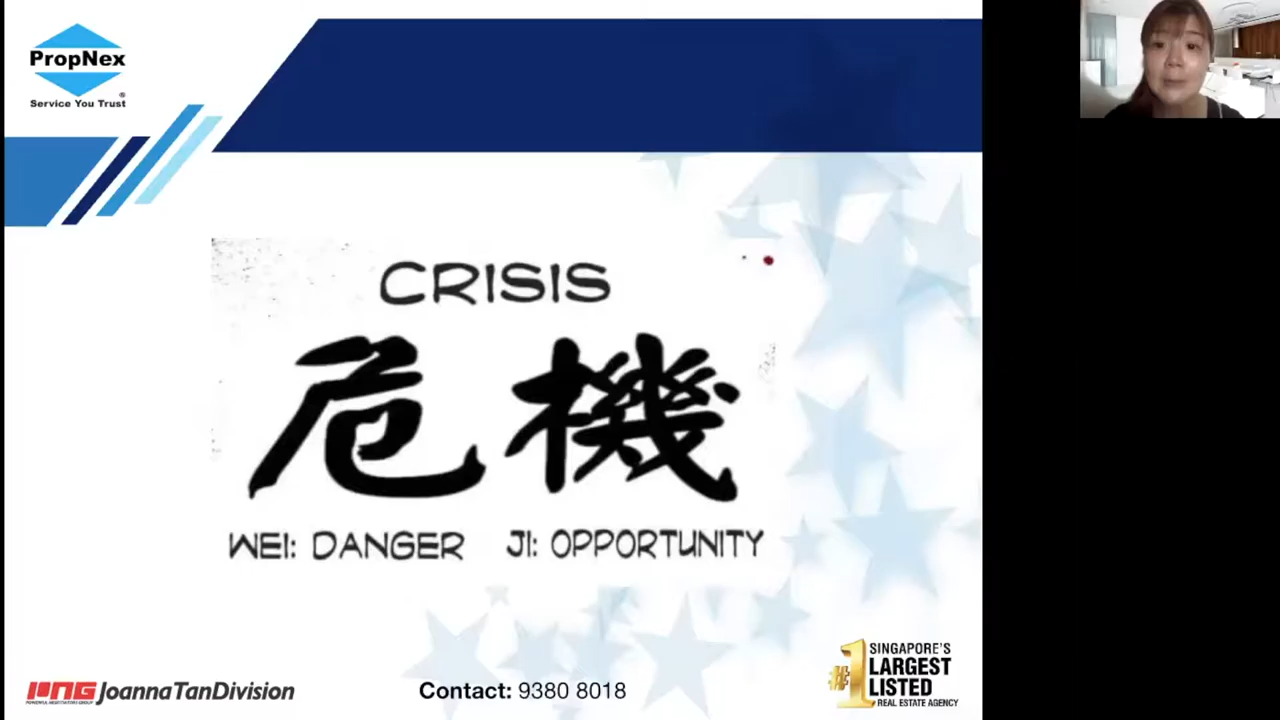 PropNex
®
Service You Trust
CRISIS
危機
WEI: DANGER JI: OPPORTUNITY
PNG JoannaTanDivision
POWERFUL NEGOTIATORS GROUP
Contact: 9380 8018
#1 SINGAPORE'S
LARGEST
LISTED
REAL ESTATE AGENCY